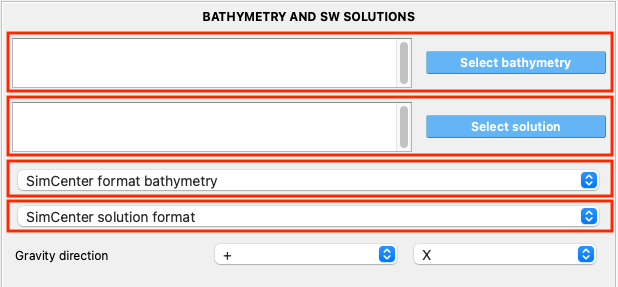 BATHYMETRY AND SW SOLUTIONS
Select bathymetry
Select solution
SimCenter format bathymetry
SimCenter solution format
Gravity direction + X